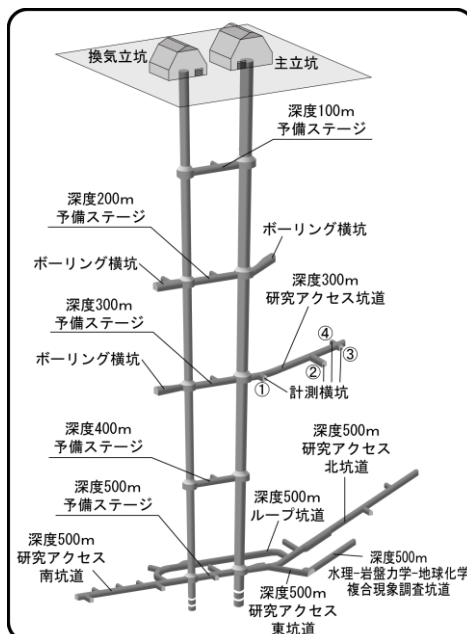 換気立坑
主立坑
深度100m
予備ステージ
深度200m
予備ステージ
ボーリング横坑
ボーリング横坑
深度300m
研究アクセス坑道
深度300m
予備ステージ
④
③
②
①
計測横坑
ボーリング横坑
深度400m
予備ステージ
深度500m
研究アクセス
北坑道
深度500m
予備ステージ
深度500m
ループ坑道
深度500m
研究アクセス
南坑道
深度500m
水理-岩盤力学-地球化学
複合現象調査坑道
深度500m
研究アクセス
東坑道